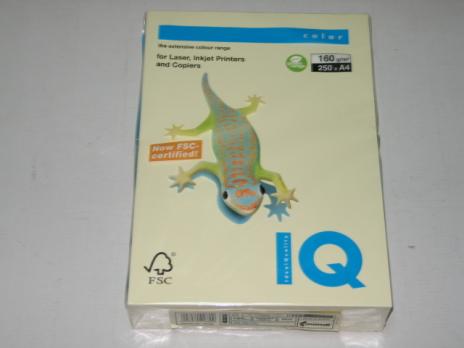 color
the extensive colour range
for Laser, Inkjet Printers
and Copiers
160 g/m²
250 x A4
Now FSC-
certified!
IdealQuality
IQ
FSC